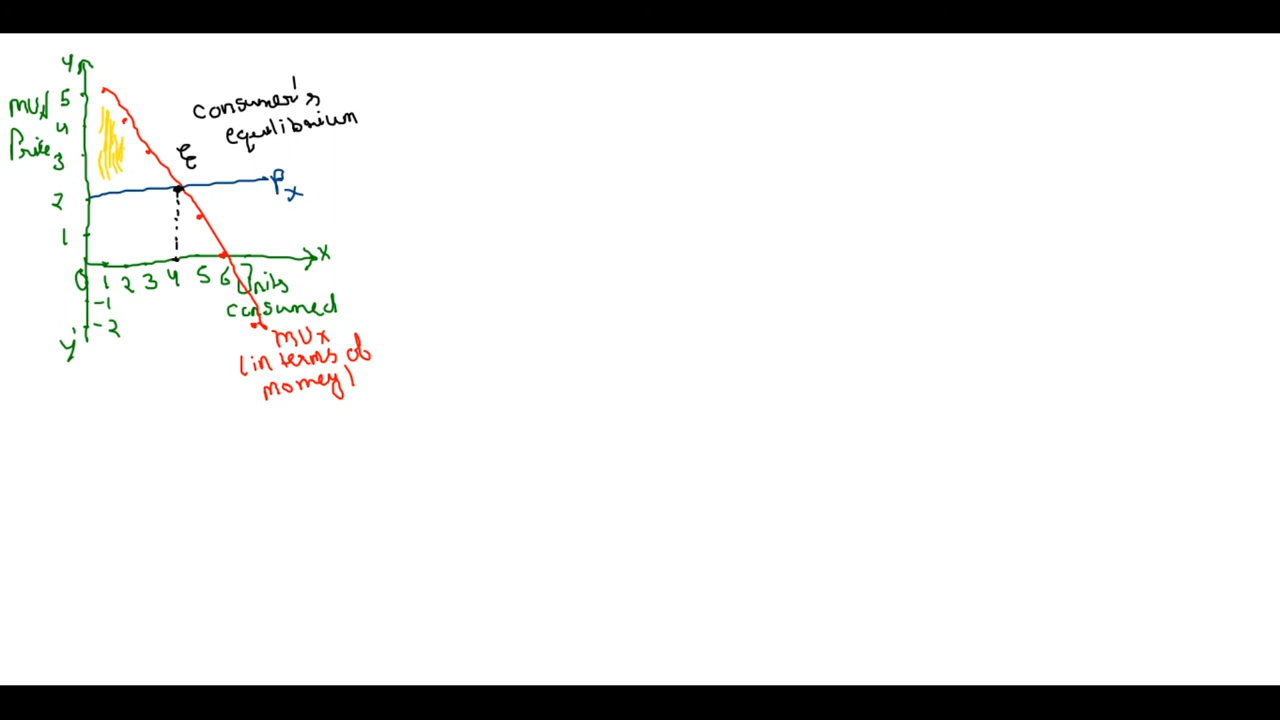 y
MUx/
Price
5
4
3
2
1
0
-1
-2
y'
1 2 3 4 5 6 7
Units
consumed
x
Consumer's
equilibrium
E
Px
MUx
(in terms of
money)